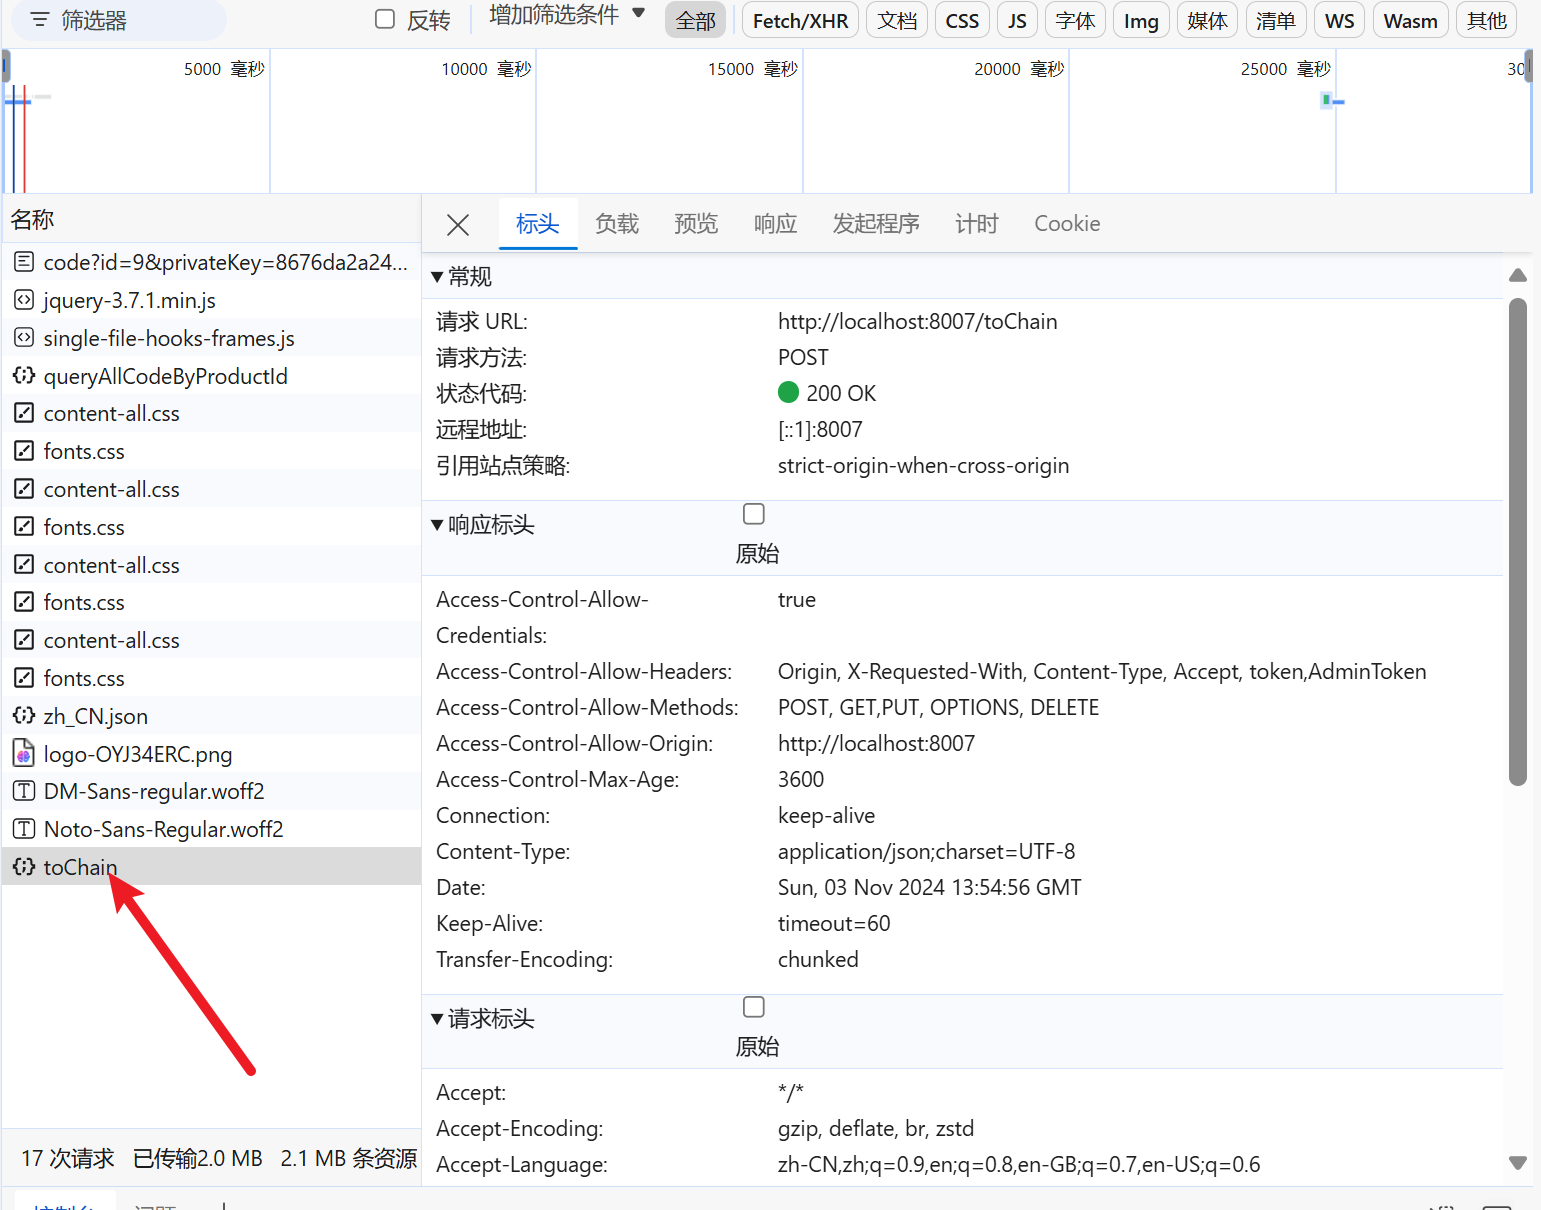 筛选器 反转 增加筛选条件 全部 Fetch/XHR 文档 CSS JS 字体 Img 媒体 清单 WS Wasm 其他
5000 毫秒 10000 毫秒 15000 毫秒 20000 毫秒 25000 毫秒 30
名称
code?id=9&privateKey=8676da2a24...
jquery-3.7.1.min.js
single-file-hooks-frames.js
queryAllCodeByProductId
content-all.css
fonts.css
content-all.css
fonts.css
content-all.css
fonts.css
content-all.css
fonts.css
zh_CN.json
logo-OYJ34ERC.png
DM-Sans-regular.woff2
Noto-Sans-Regular.woff2
toChain
17 次请求 已传输2.0 MB 2.1 MB 条资源
标头 负载 预览 响应 发起程序 计时 Cookie
常规
请求 URL: http://localhost:8007/toChain
请求方法: POST
状态代码: 200 OK
远程地址: [::1]:8007
引用站点策略: strict-origin-when-cross-origin
响应标头
原始
Access-Control-Allow- true
Credentials:
Access-Control-Allow-Headers: Origin, X-Requested-With, Content-Type, Accept, token,AdminToken
Access-Control-Allow-Methods: POST, GET,PUT, OPTIONS, DELETE
Access-Control-Allow-Origin: http://localhost:8007
Access-Control-Max-Age: 3600
Connection: keep-alive
Content-Type: application/json;charset=UTF-8
Date: Sun, 03 Nov 2024 13:54:56 GMT
Keep-Alive: timeout=60
Transfer-Encoding: chunked
请求标头
原始
Accept: */*
Accept-Encoding: gzip, deflate, br, zstd
Accept-Language: zh-CN,zh;q=0.9,en;q=0.8,en-GB;q=0.7,en-US;q=0.6